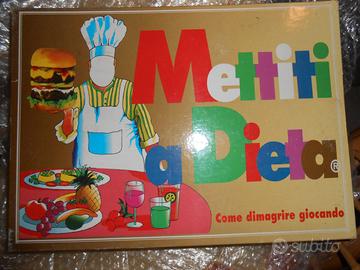 Mettiti
a Dieta®
Come dimagrire giocando
subito